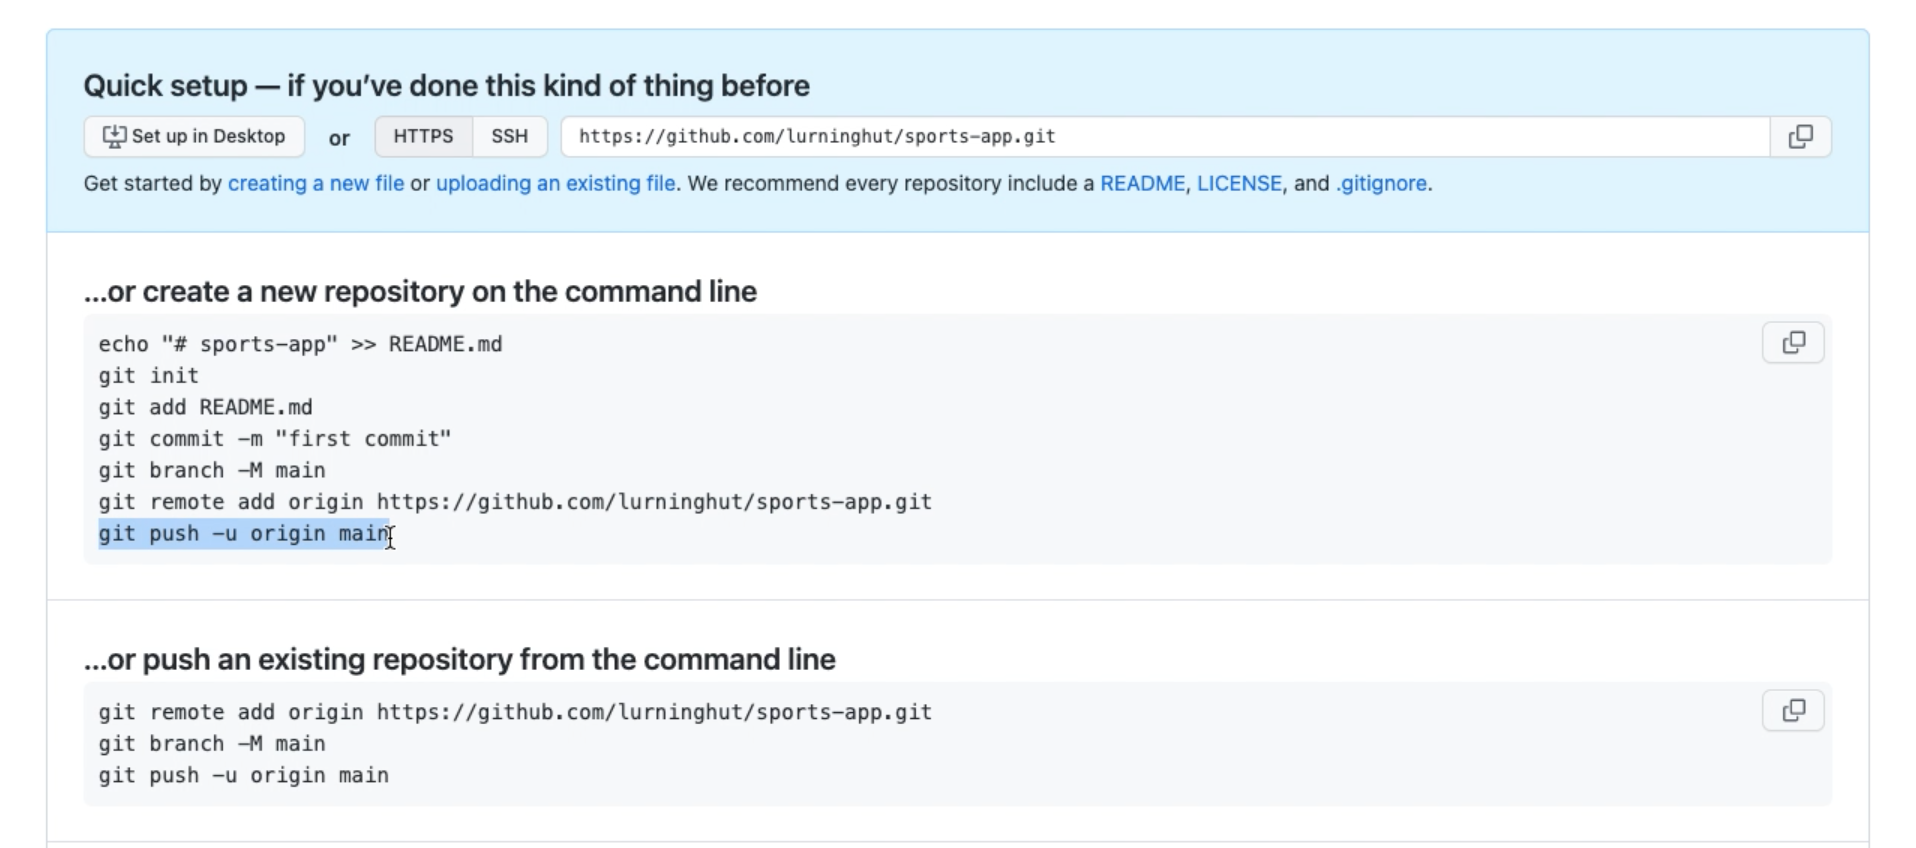 Quick setup — if you’ve done this kind of thing before
Set up in Desktop or HTTPS SSH https://github.com/lurninghut/sports-app.git
Get started by creating a new file or uploading an existing file. We recommend every repository include a README, LICENSE, and .gitignore.
...or create a new repository on the command line
echo "# sports-app" >> README.md
git init
git add README.md
git commit -m "first commit"
git branch -M main
git remote add origin https://github.com/lurninghut/sports-app.git
git push -u origin main
...or push an existing repository from the command line
git remote add origin https://github.com/lurninghut/sports-app.git
git branch -M main
git push -u origin main